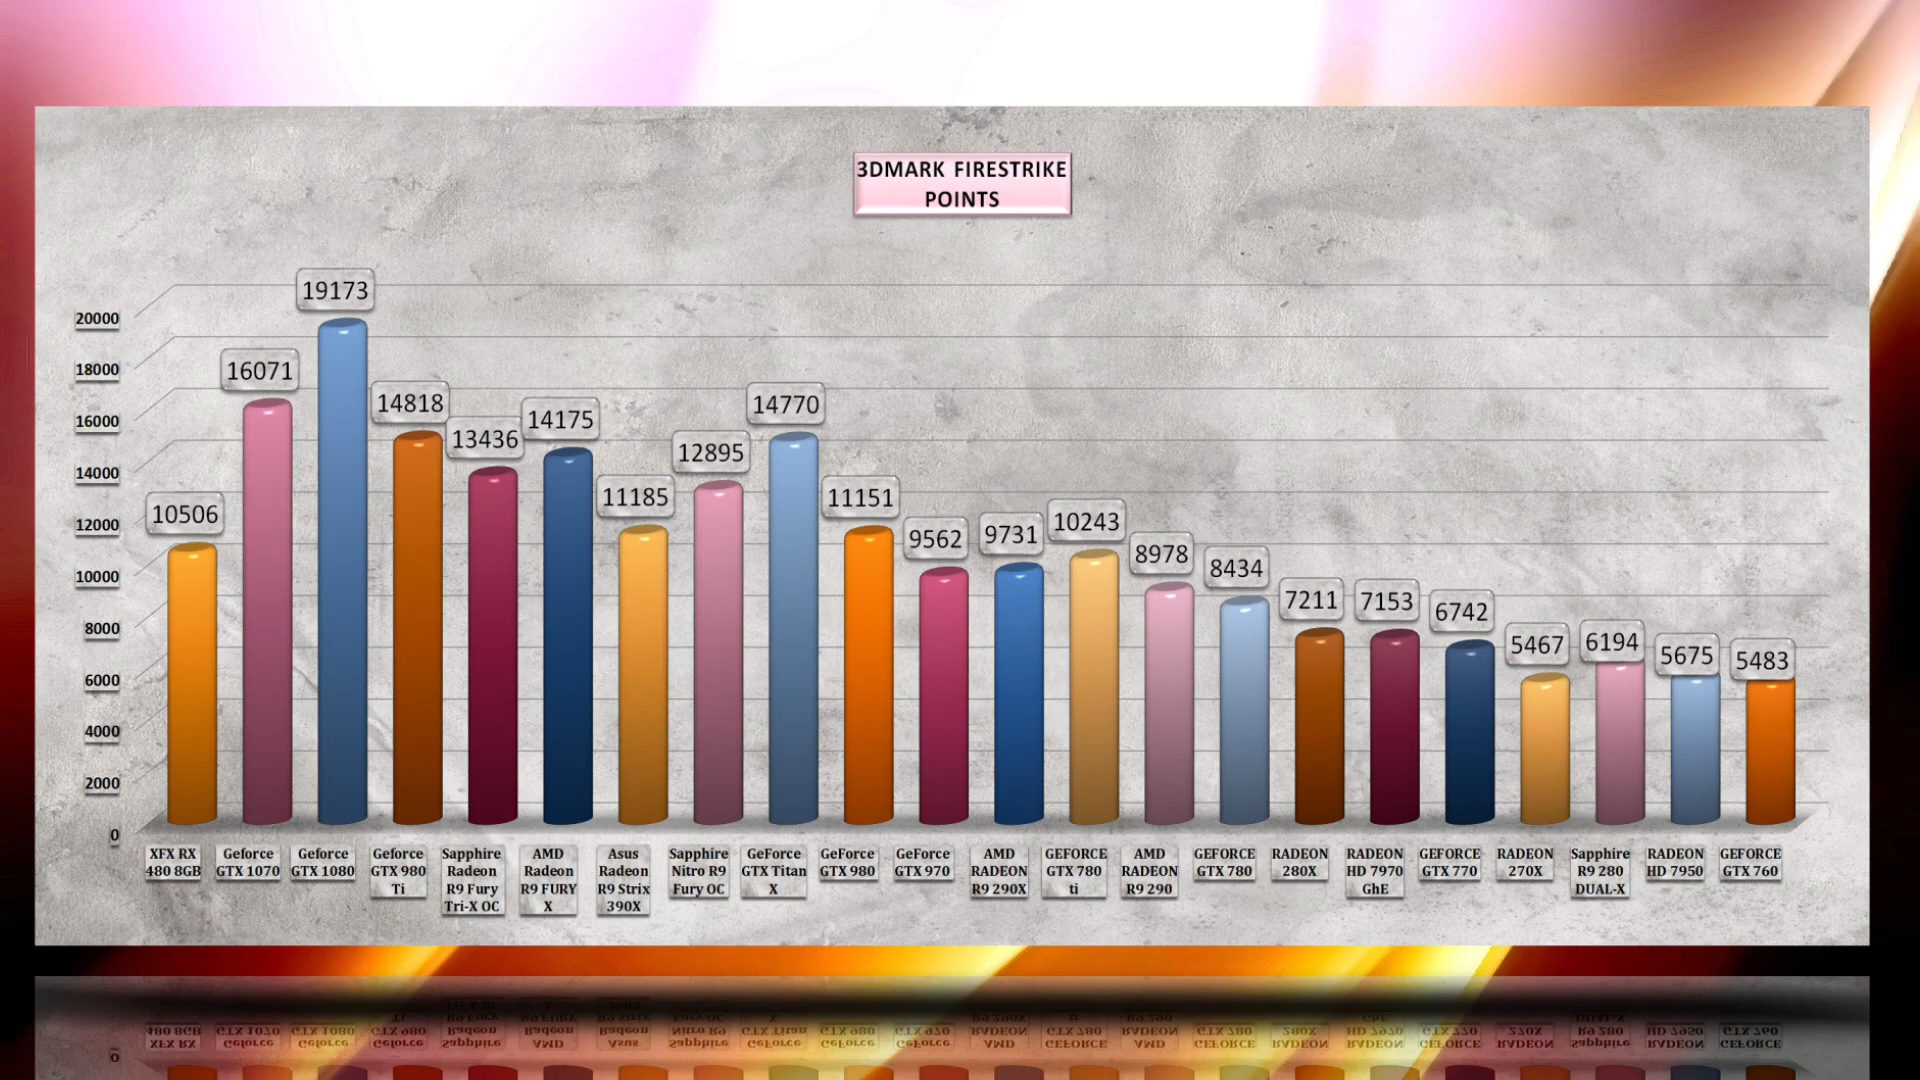 3DMARK FIRESTRIKE
POINTS
20000
18000
16000
14000
12000
10000
8000
6000
4000
2000
0
10506
16071
19173
14818
13436
14175
11185
12895
14770
11151
9562
9731
10243
8978
8434
7211
7153
6742
5467
6194
5675
5483
XFX RX
480 8GB
Geforce
GTX 1070
Geforce
GTX 1080
Geforce
GTX 980
Ti
Sapphire
Radeon
R9 Fury
Tri-X OC
AMD
Radeon
R9 FURY
X
Asus
Radeon
R9 Strix
390X
Sapphire
Nitro R9
Fury OC
GeForce
GTX Titan
X
GeForce
GTX 980
GeForce
GTX 970
AMD
RADEON
R9 290X
GEFORCE
GTX 780
ti
AMD
RADEON
R9 290
GEFORCE
GTX 780
RADEON
280X
RADEON
HD 7970
GhE
GEFORCE
GTX 770
RADEON
270X
Sapphire
R9 280
DUAL-X
RADEON
HD 7950
GEFORCE
GTX 760